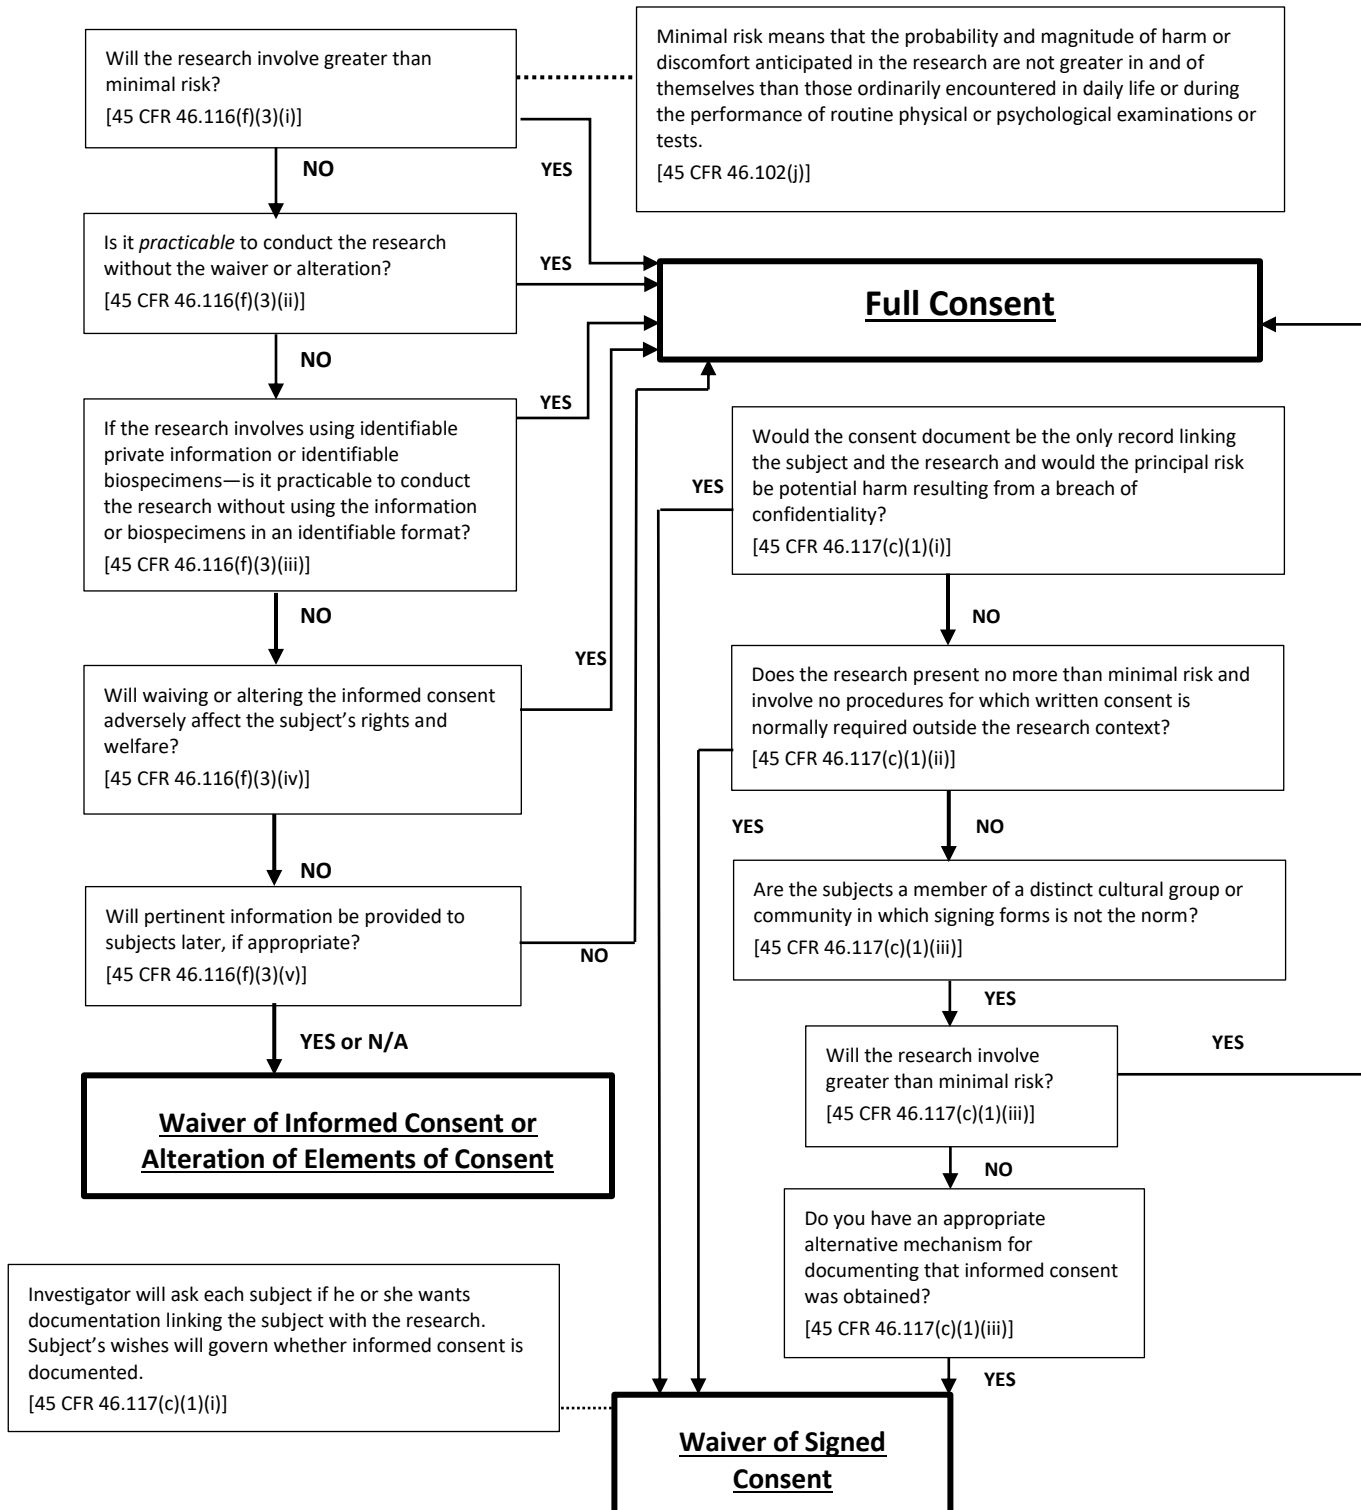 Will the research involve greater than
minimal risk?
[45 CFR 46.116(f)(3)(i)]
Minimal risk means that the probability and magnitude of harm or
discomfort anticipated in the research are not greater in and of
themselves than those ordinarily encountered in daily life or during
the performance of routine physical or psychological examinations or
tests.
[45 CFR 46.102(j)]
NO
YES
Is it practicable to conduct the research
without the waiver or alteration?
[45 CFR 46.116(f)(3)(ii)]
YES
Full Consent
NO
If the research involves using identifiable
private information or identifiable
biospecimens—is it practicable to conduct
the research without using the information
or biospecimens in an identifiable format?
[45 CFR 46.116(f)(3)(iii)]
YES
NO
Will waiving or altering the informed consent
adversely affect the subject’s rights and
welfare?
[45 CFR 46.116(f)(3)(iv)]
YES
NO
Will pertinent information be provided to
subjects later, if appropriate?
[45 CFR 46.116(f)(3)(v)]
NO
YES or N/A
Waiver of Informed Consent or
Alteration of Elements of Consent
Would the consent document be the only record linking
the subject and the research and would the principal risk
be potential harm resulting from a breach of
confidentiality?
[45 CFR 46.117(c)(1)(i)]
YES
NO
Does the research present no more than minimal risk and
involve no procedures for which written consent is
normally required outside the research context?
[45 CFR 46.117(c)(1)(ii)]
YES
NO
Are the subjects a member of a distinct cultural group or
community in which signing forms is not the norm?
[45 CFR 46.117(c)(1)(iii)]
YES
Will the research involve
greater than minimal risk?
[45 CFR 46.117(c)(1)(iii)]
YES
NO
Do you have an appropriate
alternative mechanism for
documenting that informed consent
was obtained?
[45 CFR 46.117(c)(1)(iii)]
YES
Investigator will ask each subject if he or she wants
documentation linking the subject with the research.
Subject’s wishes will govern whether informed consent is
documented.
[45 CFR 46.117(c)(1)(i)]
Waiver of Signed
Consent